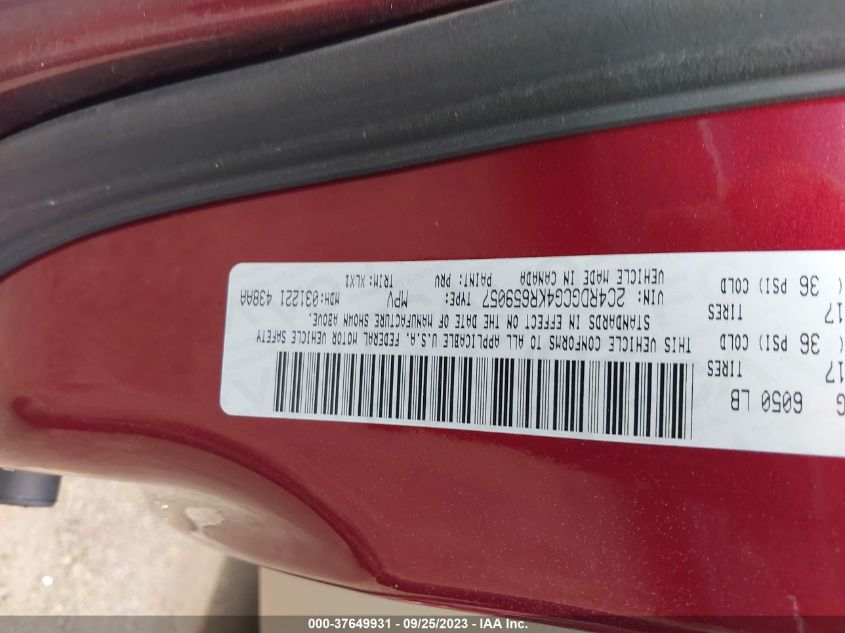 G 6050 LB
17 TIRES
( 36 PSI) COLD
17 TIRES
( 36 PSI) COLD
THIS VEHICLE CONFORMS TO ALL APPLICABLE U.S.A. FEDERAL MOTOR VEHICLE SAFETY
STANDARDS IN EFFECT ON THE DATE OF MANUFACTURE SHOWN ABOVE.
VIN: 2C4RDGCG4KR659057 TYPE: MPV MDH:031221 43BAA
VEHICLE MADE IN CANADA PAINT: PRV TRIM: XLX1
000-37649931 - 09/25/2023 - IAA Inc.